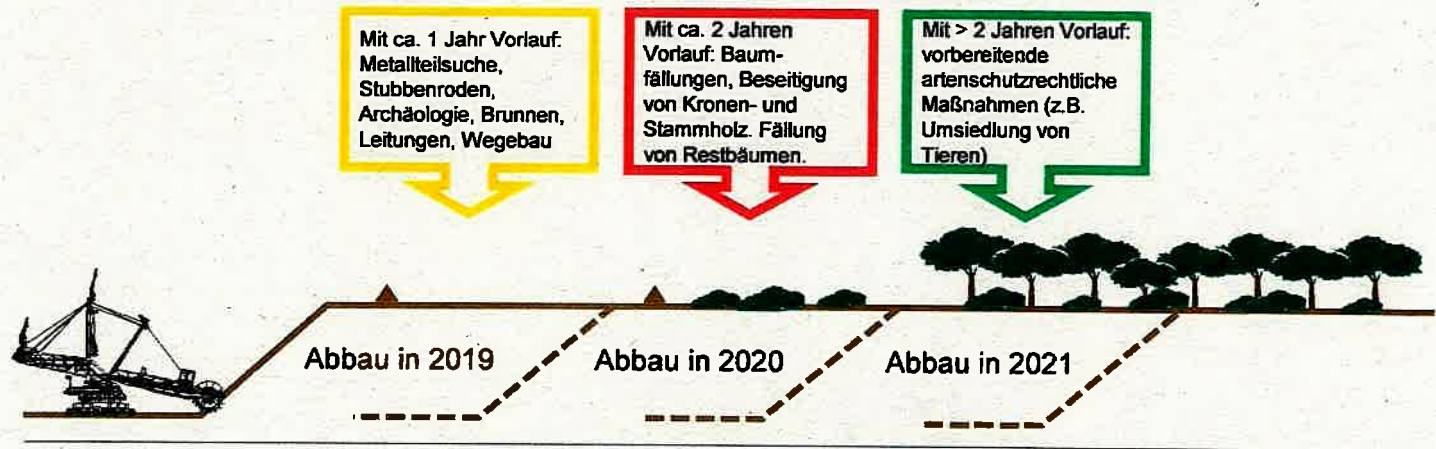 Mit ca. 1 Jahr Vorlauf:
Metallteilsuche,
Stubbenroden,
Archäologie, Brunnen,
Leitungen, Wegebau
Mit ca. 2 Jahren
Vorlauf: Baum-
fällungen, Beseitigung
von Kronen- und
Stammholz. Fällung
von Restbäumen.
Mit > 2 Jahren Vorlauf:
vorbereitende
artenschutzrechtliche
Maßnahmen (z.B.
Umsiedlung von
Tieren)
Abbau in 2019
Abbau in 2020
Abbau in 2021